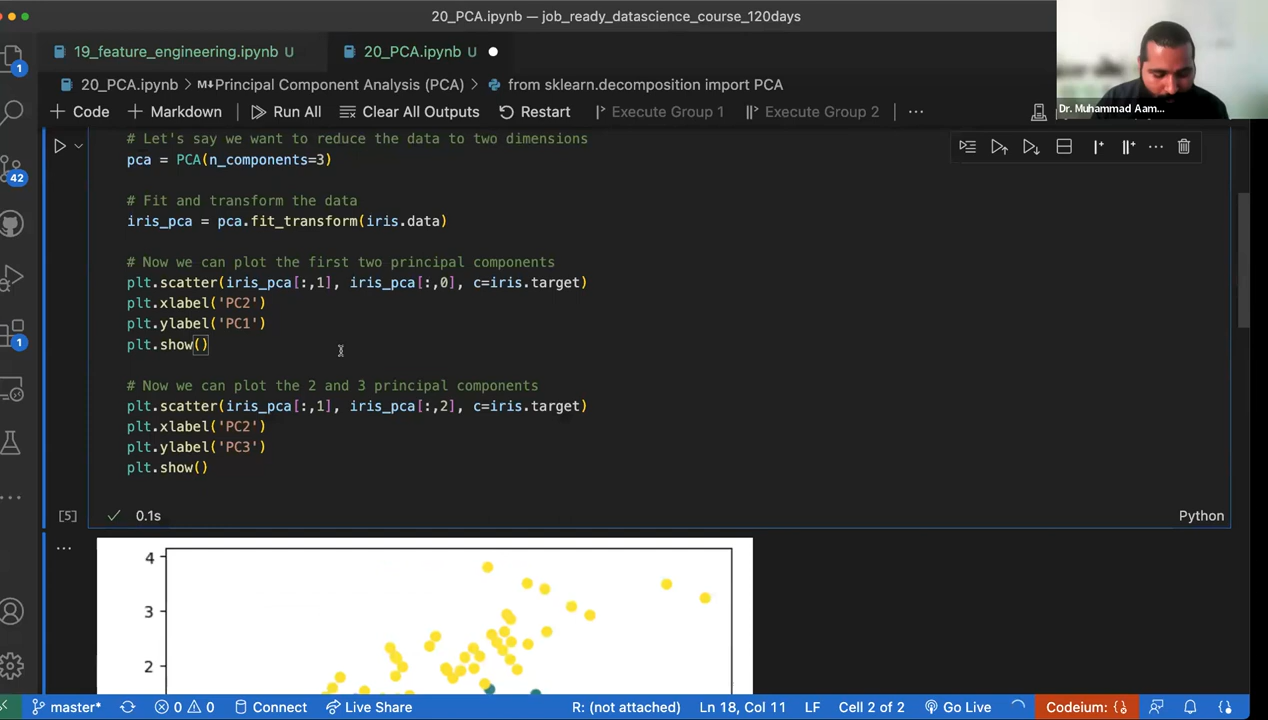 20_PCA.ipynb — job_ready_datascience_course_120days
19_feature_engineering.ipynb U
20_PCA.ipynb U
20_PCA.ipynb > M↓Principal Component Analysis (PCA) > from sklearn.decomposition import PCA
Dr. Muhammad Aam...
+ Code + Markdown Run All Clear All Outputs Restart Execute Group 1 Execute Group 2 ...
# Let's say we want to reduce the data to two dimensions
pca = PCA(n_components=3)
# Fit and transform the data
iris_pca = pca.fit_transform(iris.data)
# Now we can plot the first two principal components
plt.scatter(iris_pca[:,1], iris_pca[:,0], c=iris.target)
plt.xlabel('PC2')
plt.ylabel('PC1')
plt.show()
# Now we can plot the 2 and 3 principal components
plt.scatter(iris_pca[:,1], iris_pca[:,2], c=iris.target)
plt.xlabel('PC2')
plt.ylabel('PC3')
plt.show()
[5] 0.1s Python
4
3
2
1
42
1
master* 0 0 Connect Live Share R: (not attached) Ln 18, Col 11 LF Cell 2 of 2 Go Live Codeium: {}